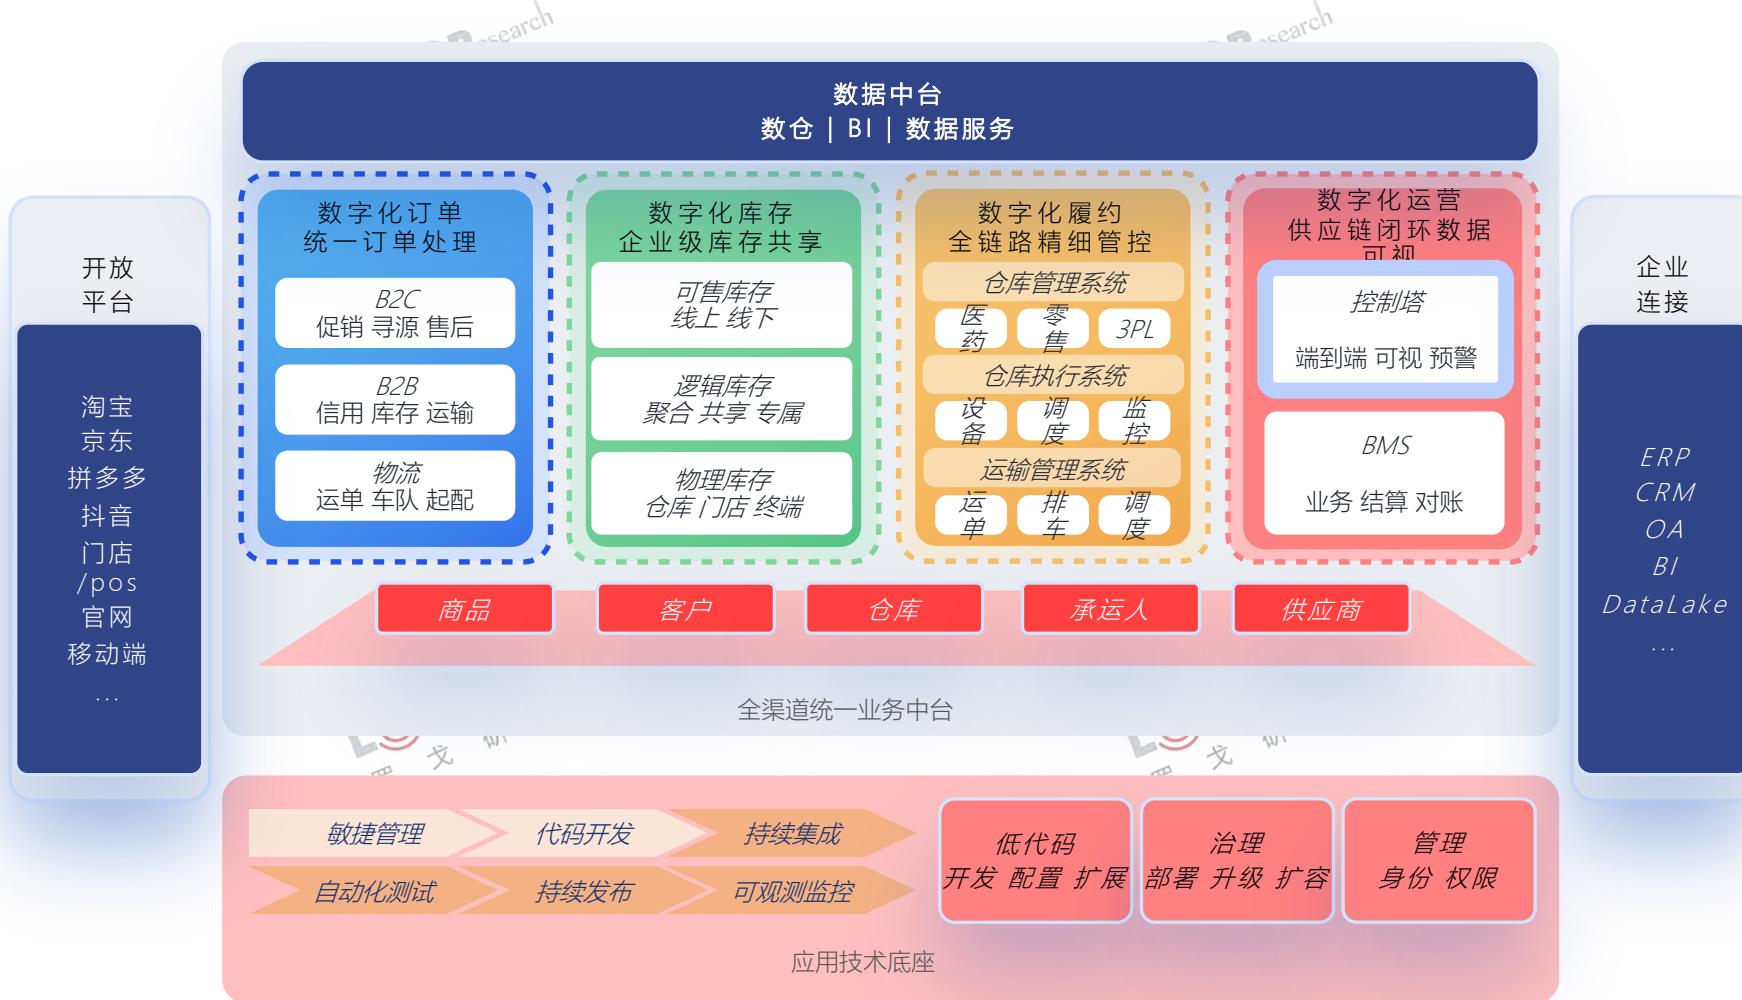 数据中台
数仓 | BI | 数据服务
开放
平台
淘宝
京东
拼多多
抖音
门店
/pos
官网
移动端
...
数字化订单
统一订单处理
B2C
促销 寻源 售后
B2B
信用 库存 运输
物流
运单 车队 起配
数字化库存
企业级库存共享
可售库存
线上 线下
逻辑库存
聚合 共享 专属
物理库存
仓库 门店 终端
数字化履约
全链路精细管控
仓库管理系统
医药 零售 3PL
仓库执行系统
设备 调度 监控
运输管理系统
运单 排车 调度
数字化运营
供应链闭环数据
可视
控制塔
端到端 可视 预警
BMS
业务 结算 对账
企业
连接
ERP
CRM
OA
BI
DataLake
...
商品 客户 仓库 承运人 供应商
全渠道统一业务中台
敏捷管理 代码开发 持续集成
自动化测试 持续发布 可观测监控
低代码
开发 配置 扩展
治理
部署 升级 扩容
管理
身份 权限
应用技术底座